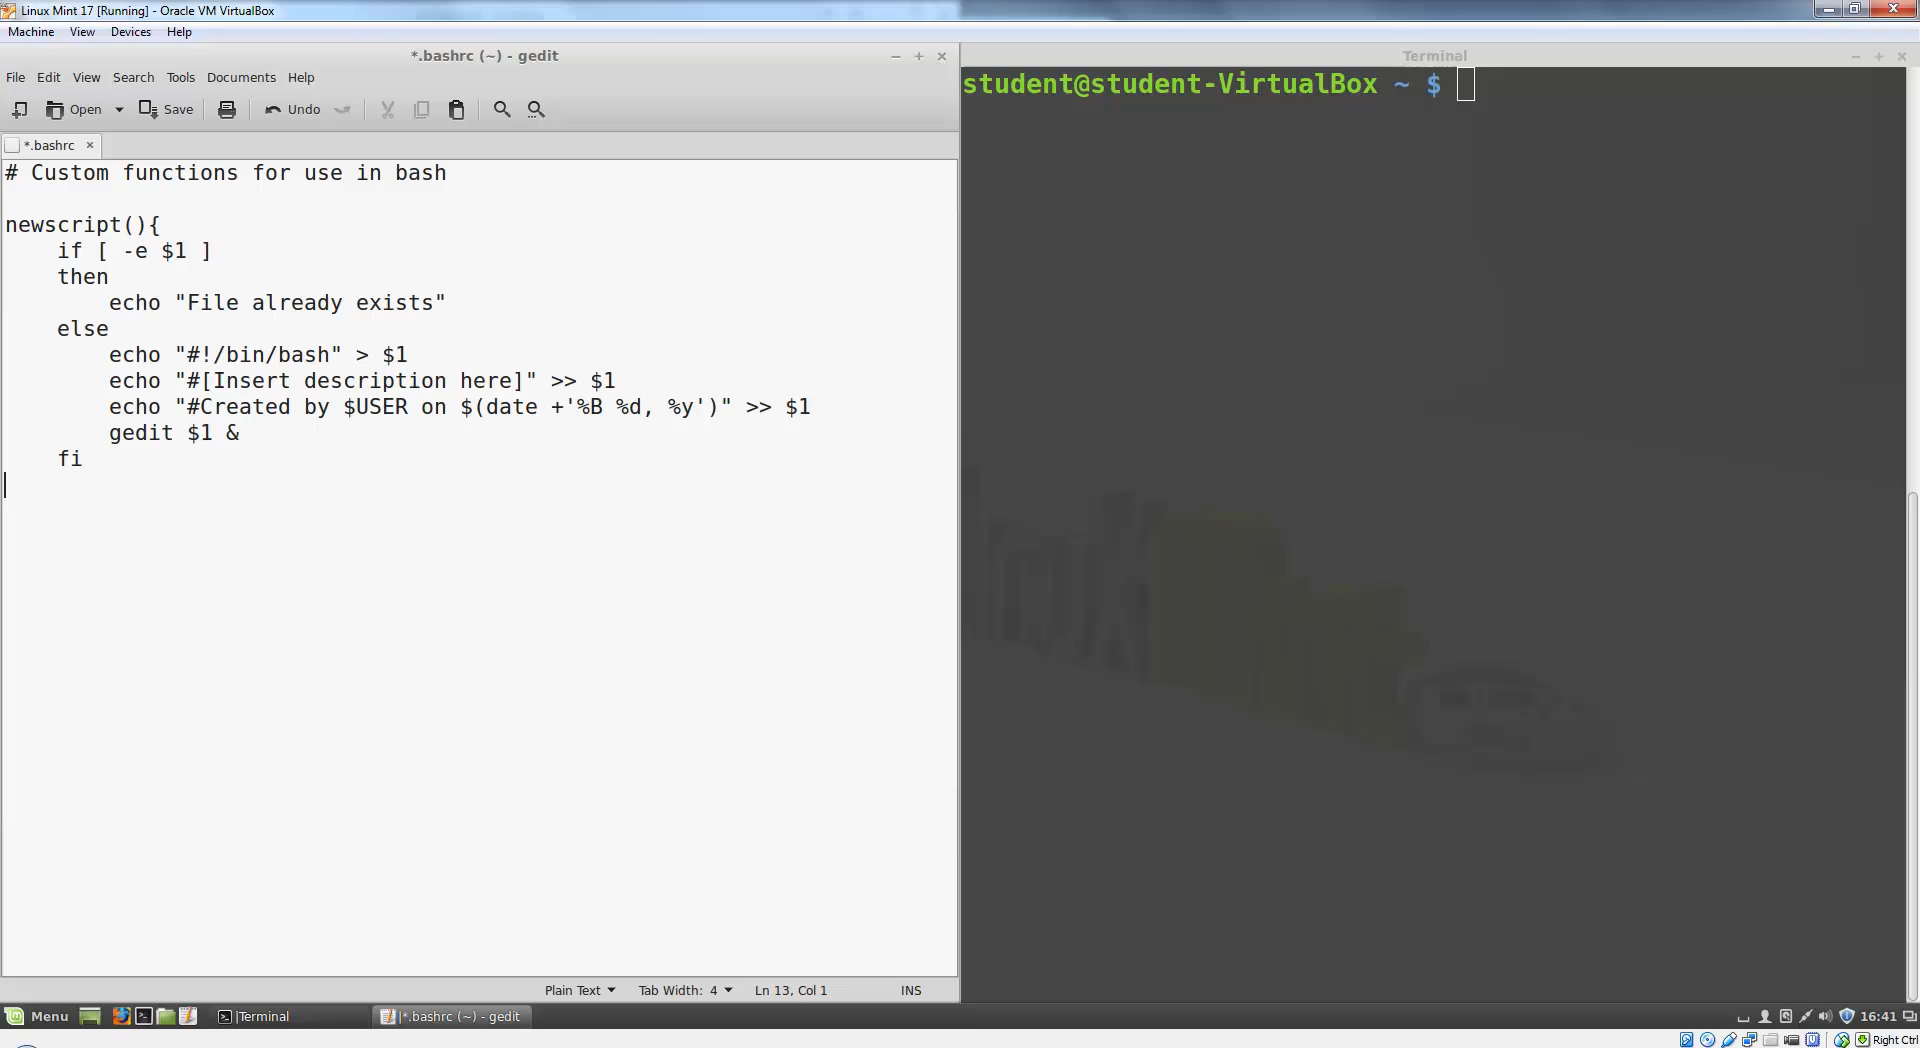 Linux Mint 17 [Running] - Oracle VM VirtualBox
Machine View Devices Help
*.bashrc (~) - gedit
Terminal
File Edit View Search Tools Documents Help
student@student-VirtualBox ~ $
Open Save Undo
*.bashrc
# Custom functions for use in bash
newscript(){
    if [ -e $1 ]
    then
        echo "File already exists"
    else
        echo "#!/bin/bash" > $1
        echo "#[Insert description here]" >> $1
        echo "#Created by $USER on $(date +'%B %d, %y')" >> $1
        gedit $1 &
    fi
Plain Text Tab Width: 4 Ln 13, Col 1 INS
Menu |Terminal |*.bashrc (~) - gedit 16:41
Right Ctrl